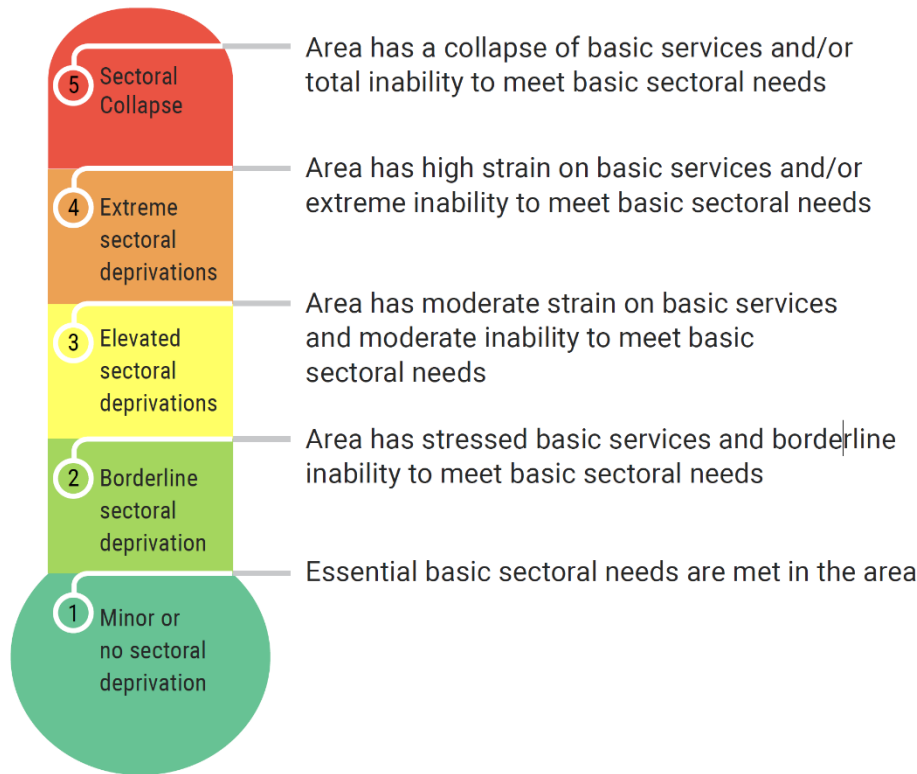 5 Sectoral
Collapse
Area has a collapse of basic services and/or
total inability to meet basic sectoral needs
4 Extreme
sectoral
deprivations
Area has high strain on basic services and/or
extreme inability to meet basic sectoral needs
3 Elevated
sectoral
deprivations
Area has moderate strain on basic services
and moderate inability to meet basic
sectoral needs
2 Borderline
sectoral
deprivation
Area has stressed basic services and borderline
inability to meet basic sectoral needs
1 Minor or
no sectoral
deprivation
Essential basic sectoral needs are met in the area